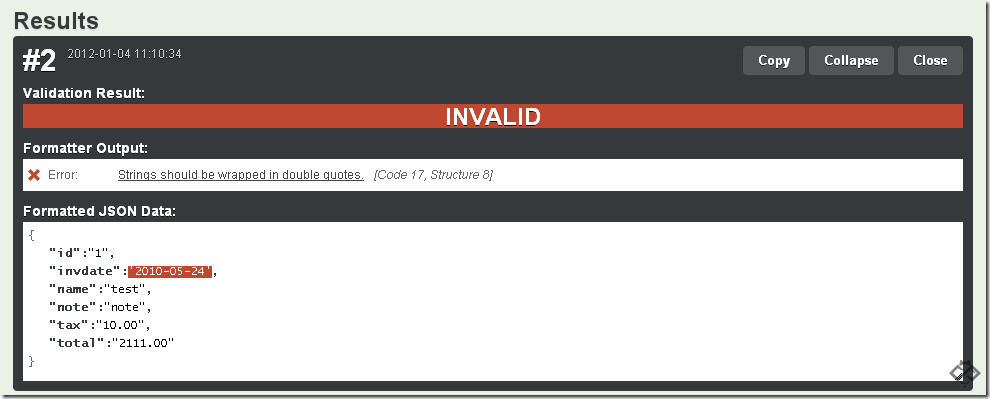 Results
#2 2012-01-04 11:10:34 Copy Collapse Close
Validation Result:
INVALID
Formatter Output:
Error: Strings should be wrapped in double quotes. [Code 17, Structure 8]
Formatted JSON Data:
{
"id":"1",
"invdate":'2010-05-24',
"name":"test",
"note":"note",
"tax":"10.00",
"total":"2111.00"
}